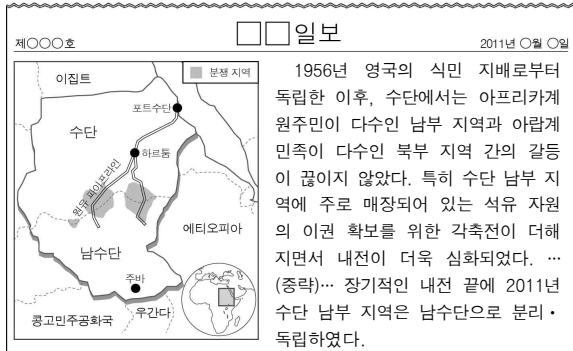 □□일보
제○○○호
2011년 ○월 ○일
이집트
분쟁 지역
포트수단
수단
하르툼
원유 파이프라인
에티오피아
남수단
주바
우간다
콩고민주공화국
1956년 영국의 식민 지배로부터
독립한 이후, 수단에서는 아프리카계
원주민이 다수인 남부 지역과 아랍계
민족이 다수인 북부 지역 간의 갈등
이 끊이지 않았다. 특히 수단 남부 지
역에 주로 매장되어 있는 석유 자원
의 이권 확보를 위한 각축전이 더해
지면서 내전이 더욱 심화되었다. …
(중략)… 장기적인 내전 끝에 2011년
수단 남부 지역은 남수단으로 분리·
독립하였다.